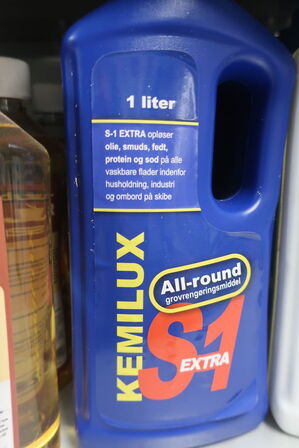 1 liter
S-1 EXTRA opløser
olie, smuds, fedt,
protein og sod på alle
vaskbare flader indenfor
husholdning, industri
og ombord på skibe
KEMILUX
All-round
grovrengøringsmiddel
S-1
EXTRA